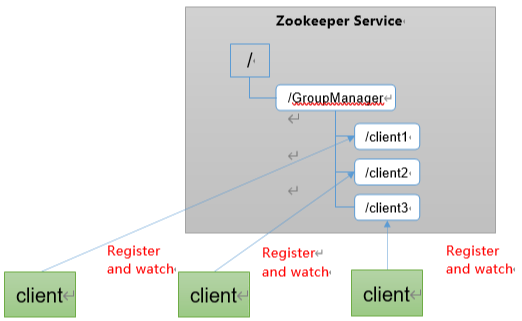 Zookeeper Service
/
/GroupManager
/client1
/client2
/client3
Register
and watch
Register
and watch
Register
and watch
client
client
client